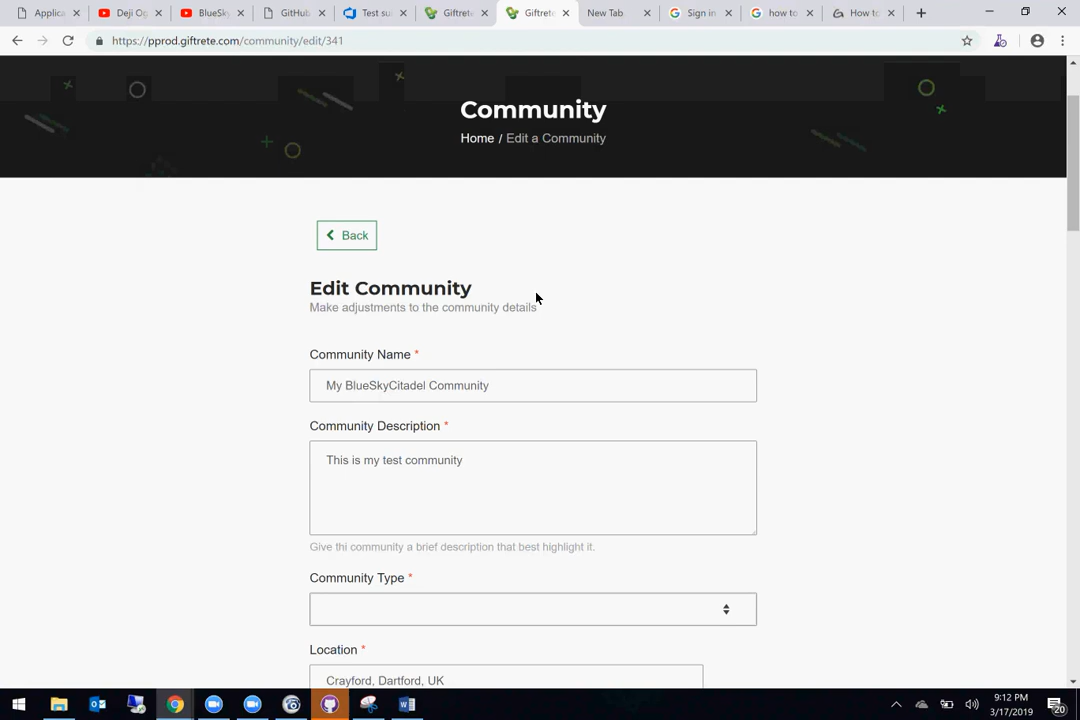 Applica
Deji Og
BlueSky
GitHub
Test su
Giftrete
Giftrete
New Tab
Sign in
how to
How to
https://pprod.giftrete.com/community/edit/341
Community
Home / Edit a Community
Back
Edit Community
Make adjustments to the community details
Community Name *
My BlueSkyCitadel Community
Community Description *
This is my test community
Give thi community a brief description that best highlight it.
Community Type *
Location *
Crayford, Dartford, UK
9:12 PM
3/17/2019
20